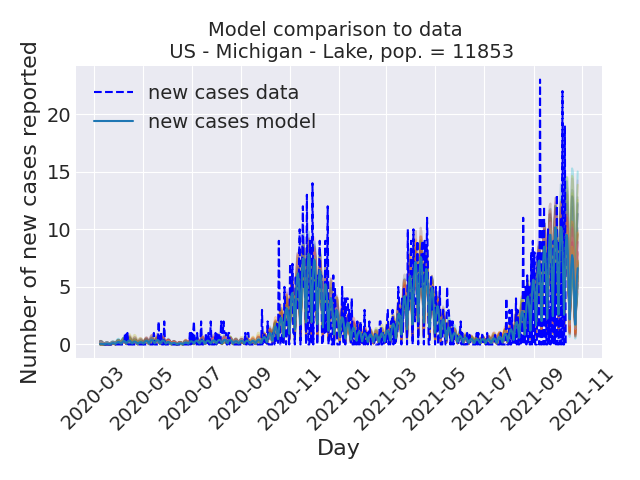 Model comparison to data
US - Michigan - Lake, pop. = 11853
Number of new cases reported
20
15
10
5
0
new cases data
new cases model
2020-03
2020-05
2020-07
2020-09
2020-11
2021-01
2021-03
2021-05
2021-07
2021-09
2021-11
Day